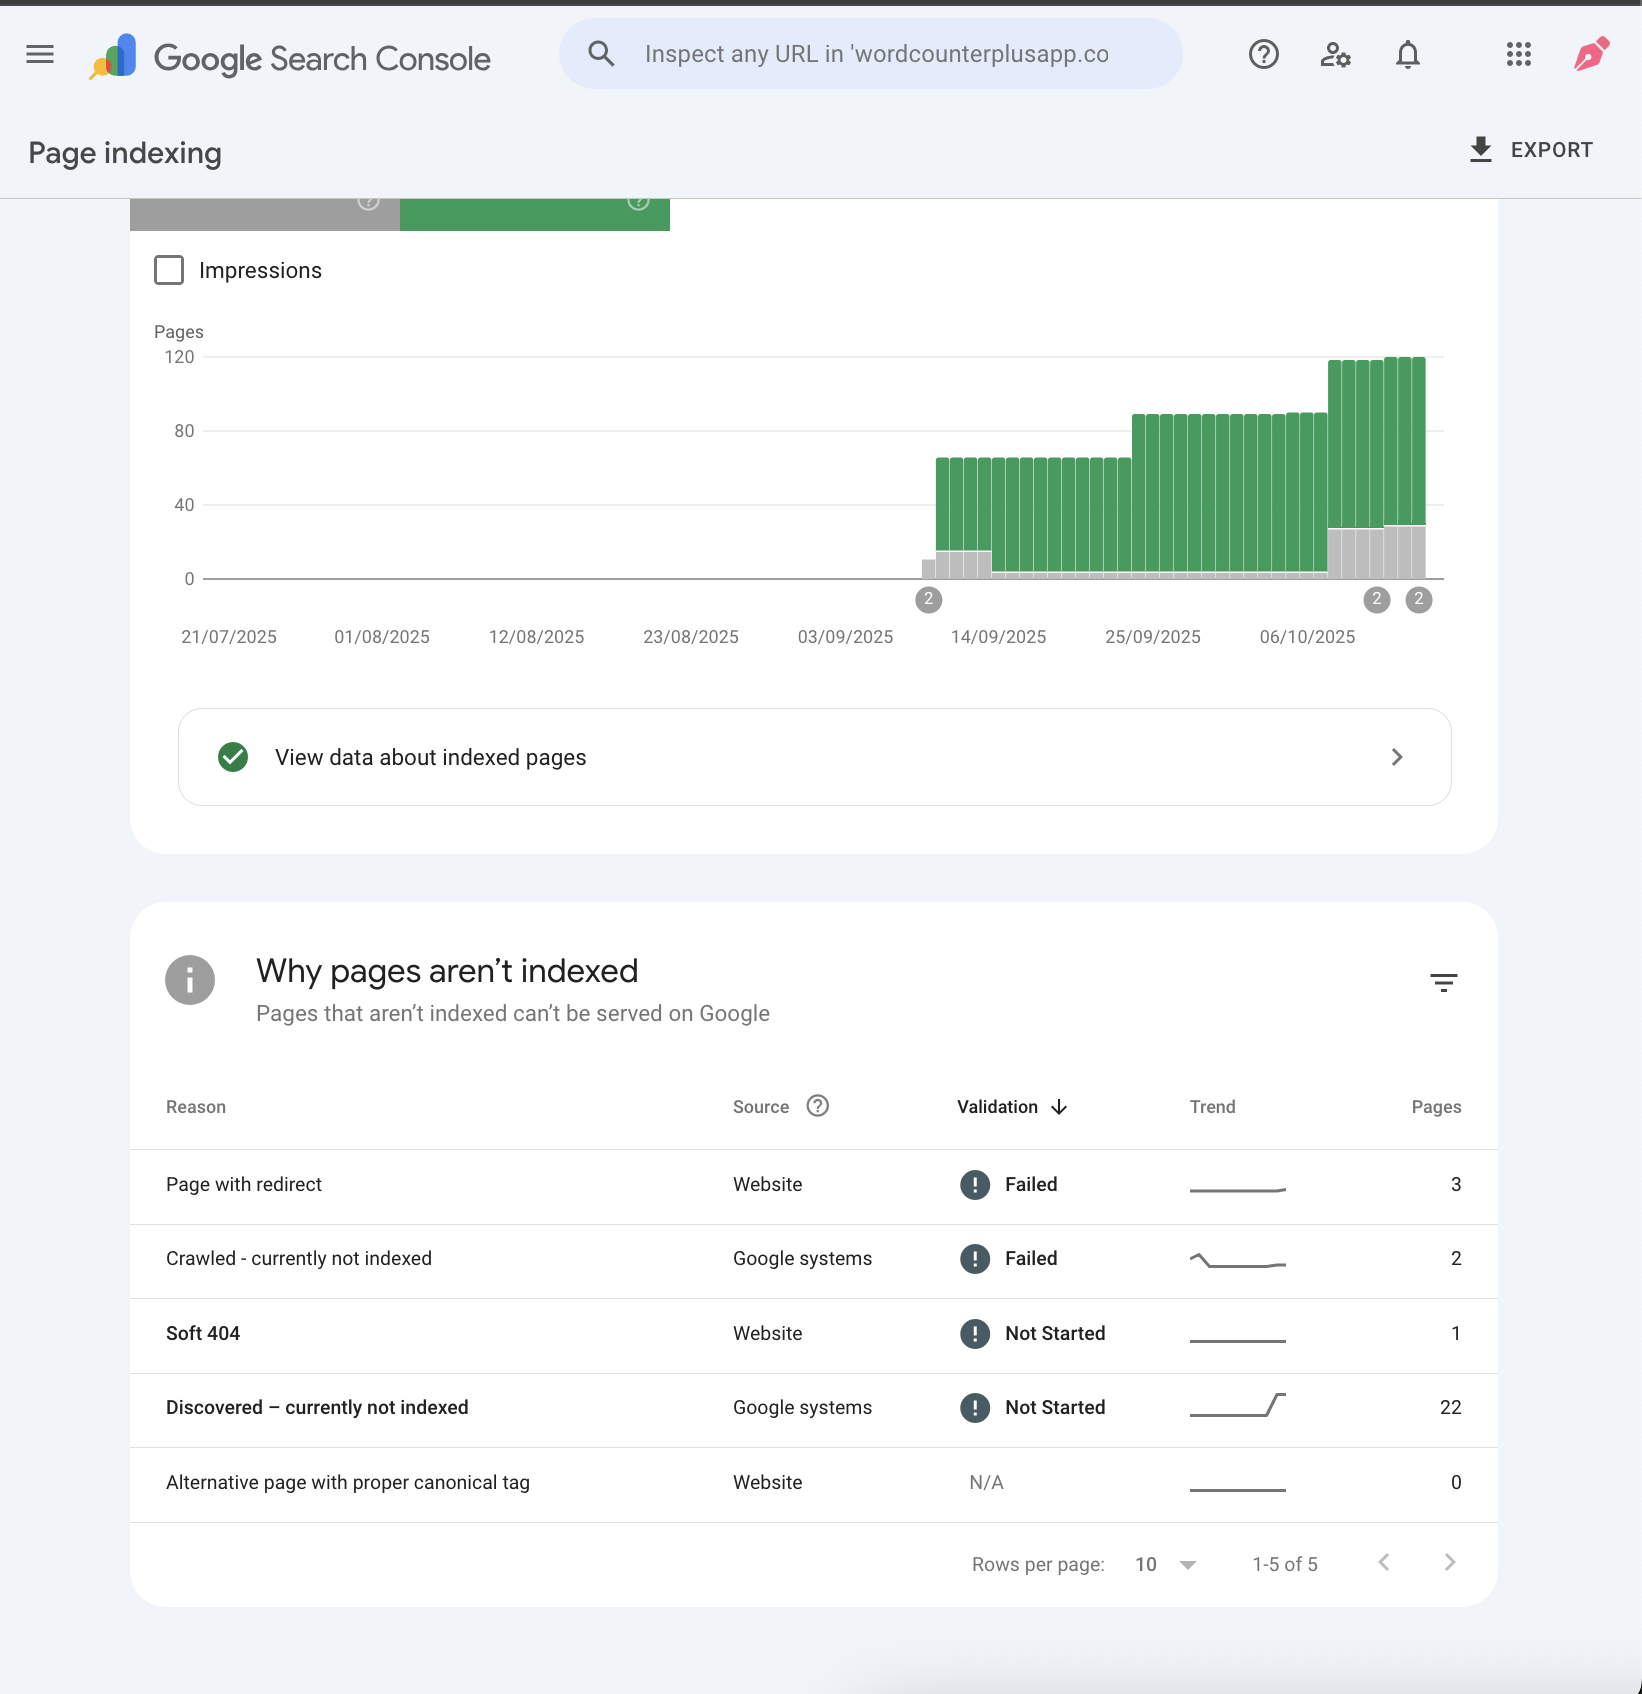 Google Search Console
Inspect any URL in 'wordcounterplusapp.co
Page indexing
EXPORT
Impressions
Pages
120
80
40
0
2
2
2
21/07/2025
01/08/2025
12/08/2025
23/08/2025
03/09/2025
14/09/2025
25/09/2025
06/10/2025
View data about indexed pages
Why pages aren’t indexed
Pages that aren’t indexed can’t be served on Google
Reason Source Validation Trend Pages
Page with redirect Website Failed 3
Crawled - currently not indexed Google systems Failed 2
Soft 404 Website Not Started 1
Discovered – currently not indexed Google systems Not Started 22
Alternative page with proper canonical tag Website N/A 0
Rows per page: 10 1-5 of 5